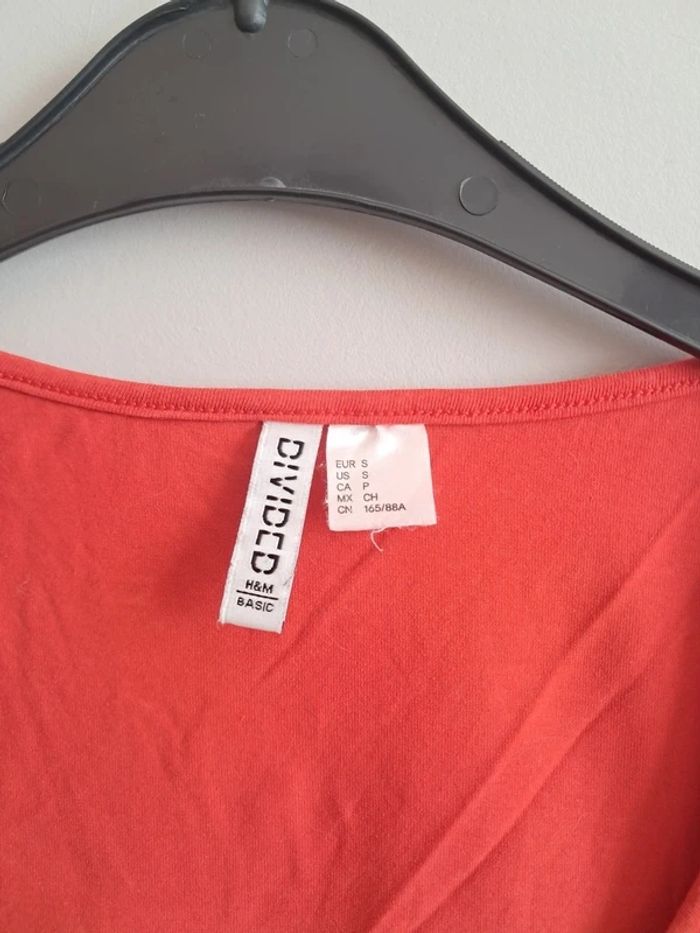 DIVIDED
H&M
BASIC
EUR S
US S
CA P
MX CH
CN 165/88A